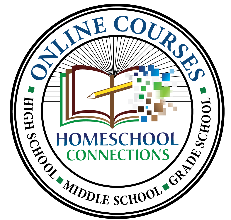 ONLINE COURSES
HOMESCHOOL
CONNECTIONS
HIGH SCHOOL ▪ MIDDLE SCHOOL ▪ GRADE SCHOOL